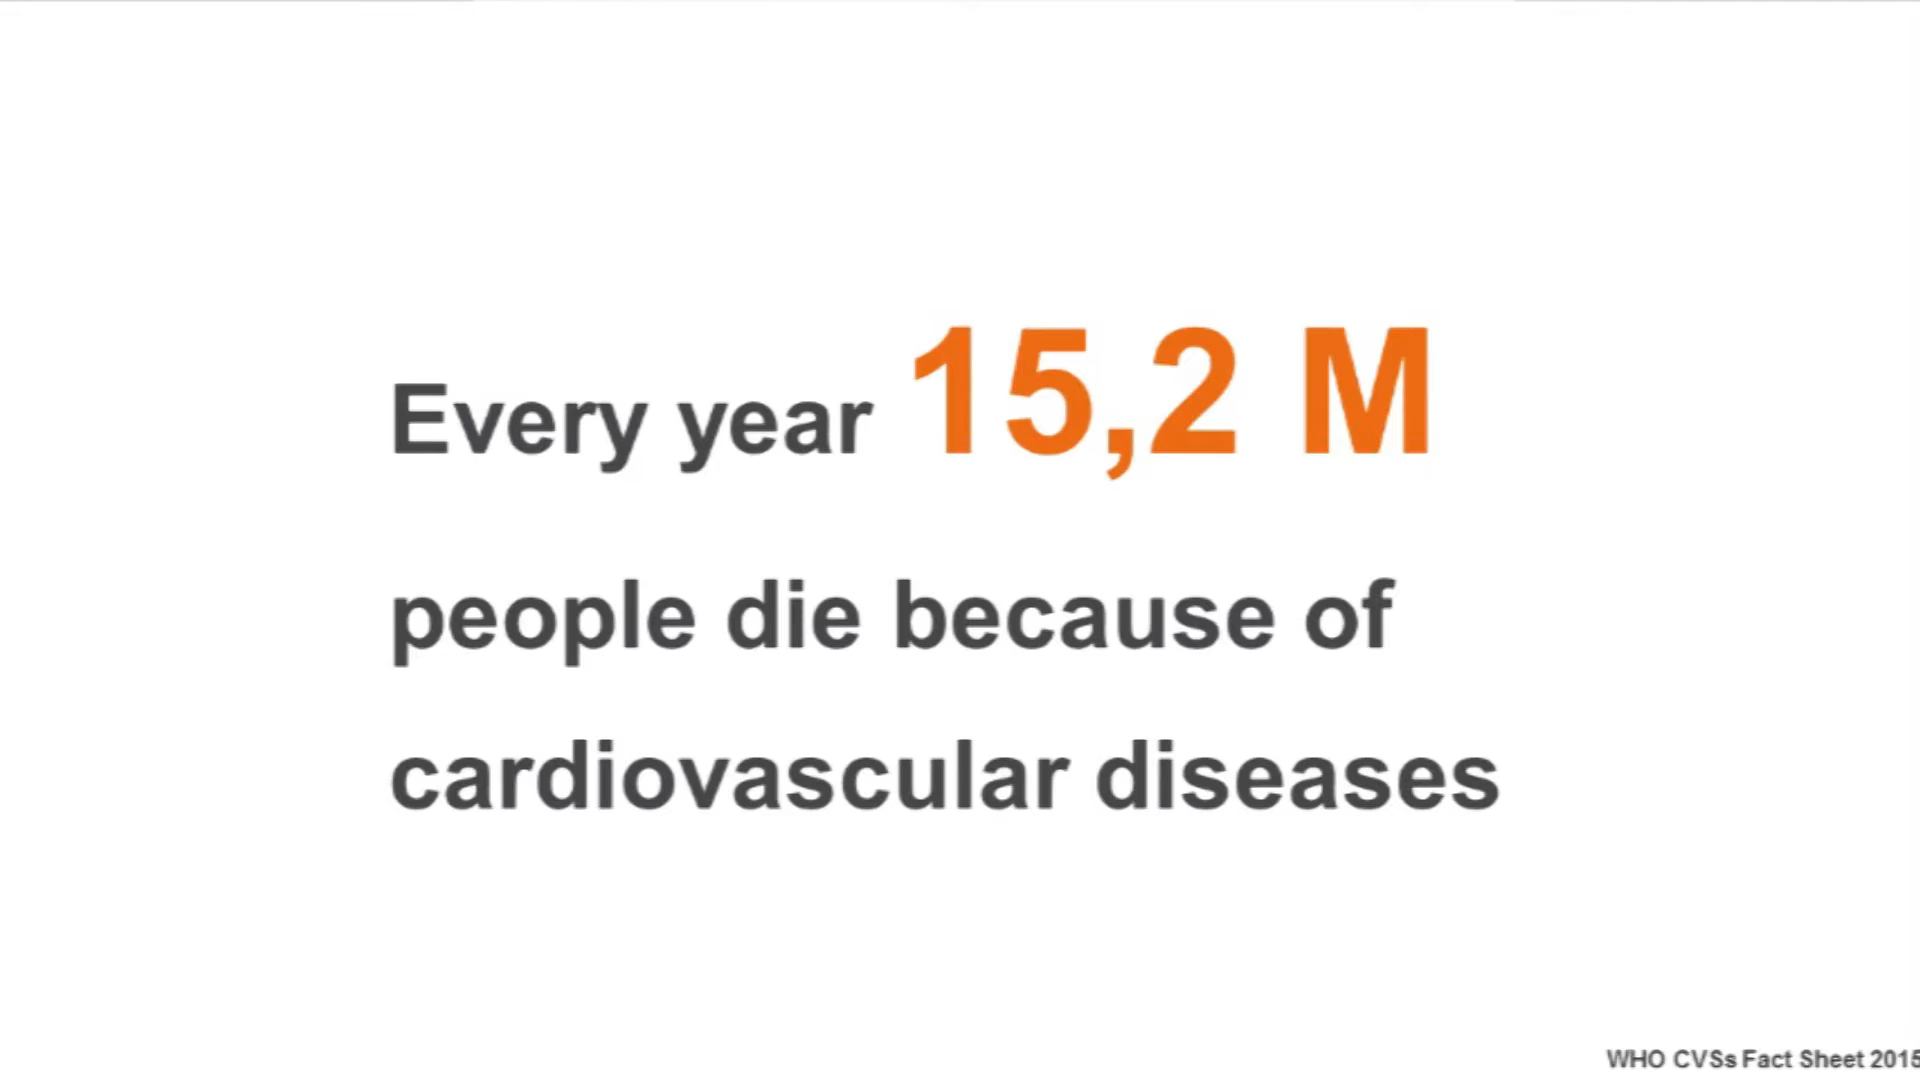 Every year 15,2 M
people die because of
cardiovascular diseases
WHO CVSs Fact Sheet 2015